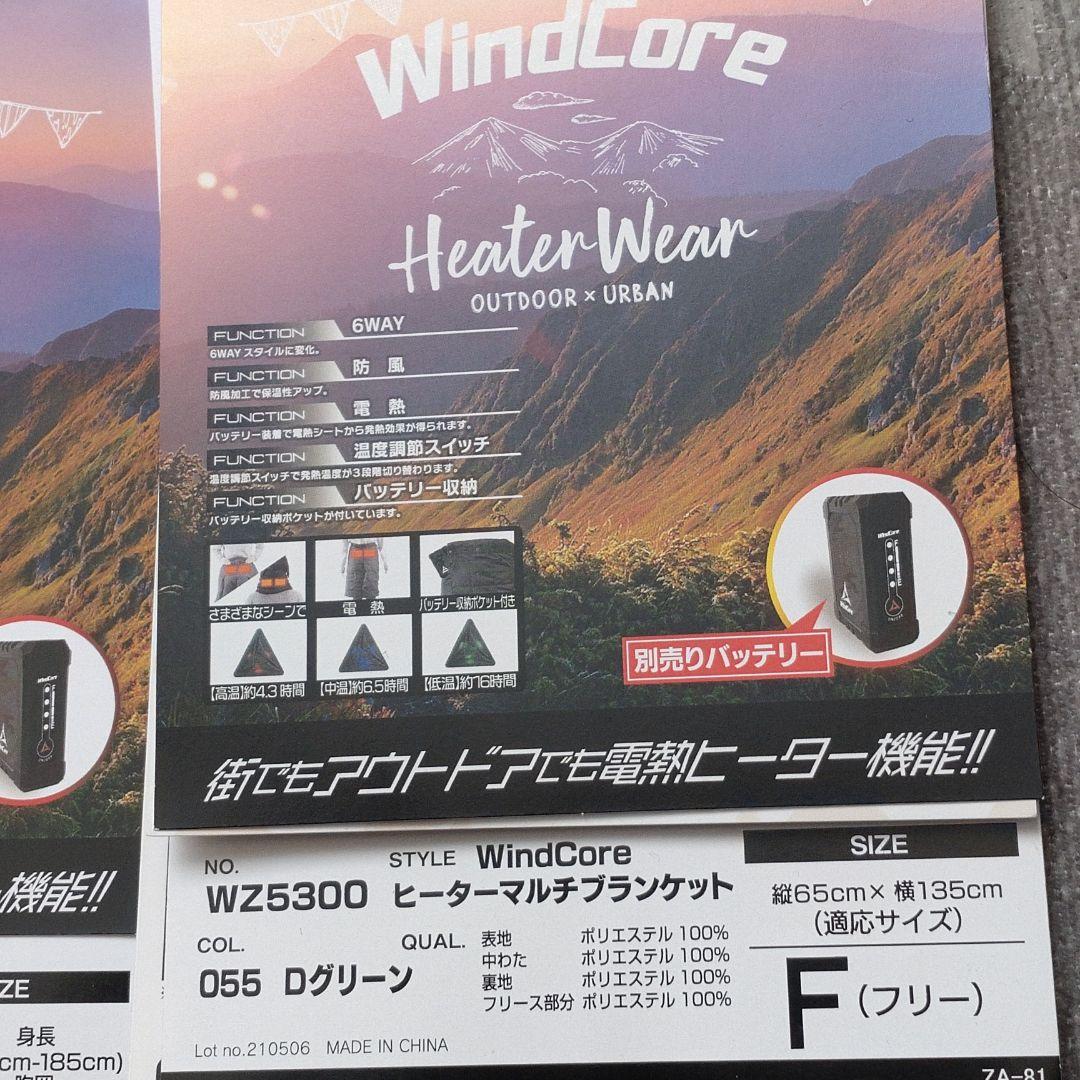 WindCore
Heater Wear
OUTDOOR × URBAN
FUNCTION 6WAY
6WAYスタイルに変化。
FUNCTION 防風
防風加工で保温性アップ。
FUNCTION 電熱
バッテリー装着で電熱シートから発熱効果が得られます。
FUNCTION 温度調節スイッチ
温度調節スイッチで発熱温度が3段階切り替わります。
FUNCTION バッテリー収納
バッテリー収納ポケットが付いています。
さまざまなシーンで 電熱 バッテリー収納ポケット付き
【高温】約4.3時間 【中温】約6.5時間 【低温】約16時間
WindCore
別売りバッテリー
街でもアウトドアでも電熱ヒーター機能!!
NO. STYLE WindCore
WZ5300 ヒーターマルチブランケット
COL. QUAL. 表地 ポリエステル 100%
中わた ポリエステル 100%
055 Dグリーン 裏地 ポリエステル 100%
フリース部分 ポリエステル 100%
SIZE
縦65cm×横135cm
(適応サイズ)
F(フリー)
Lot no.210506 MADE IN CHINA
ZA-81
WindCore
機能!!
ZE
身長
cm-185cm)
胸囲